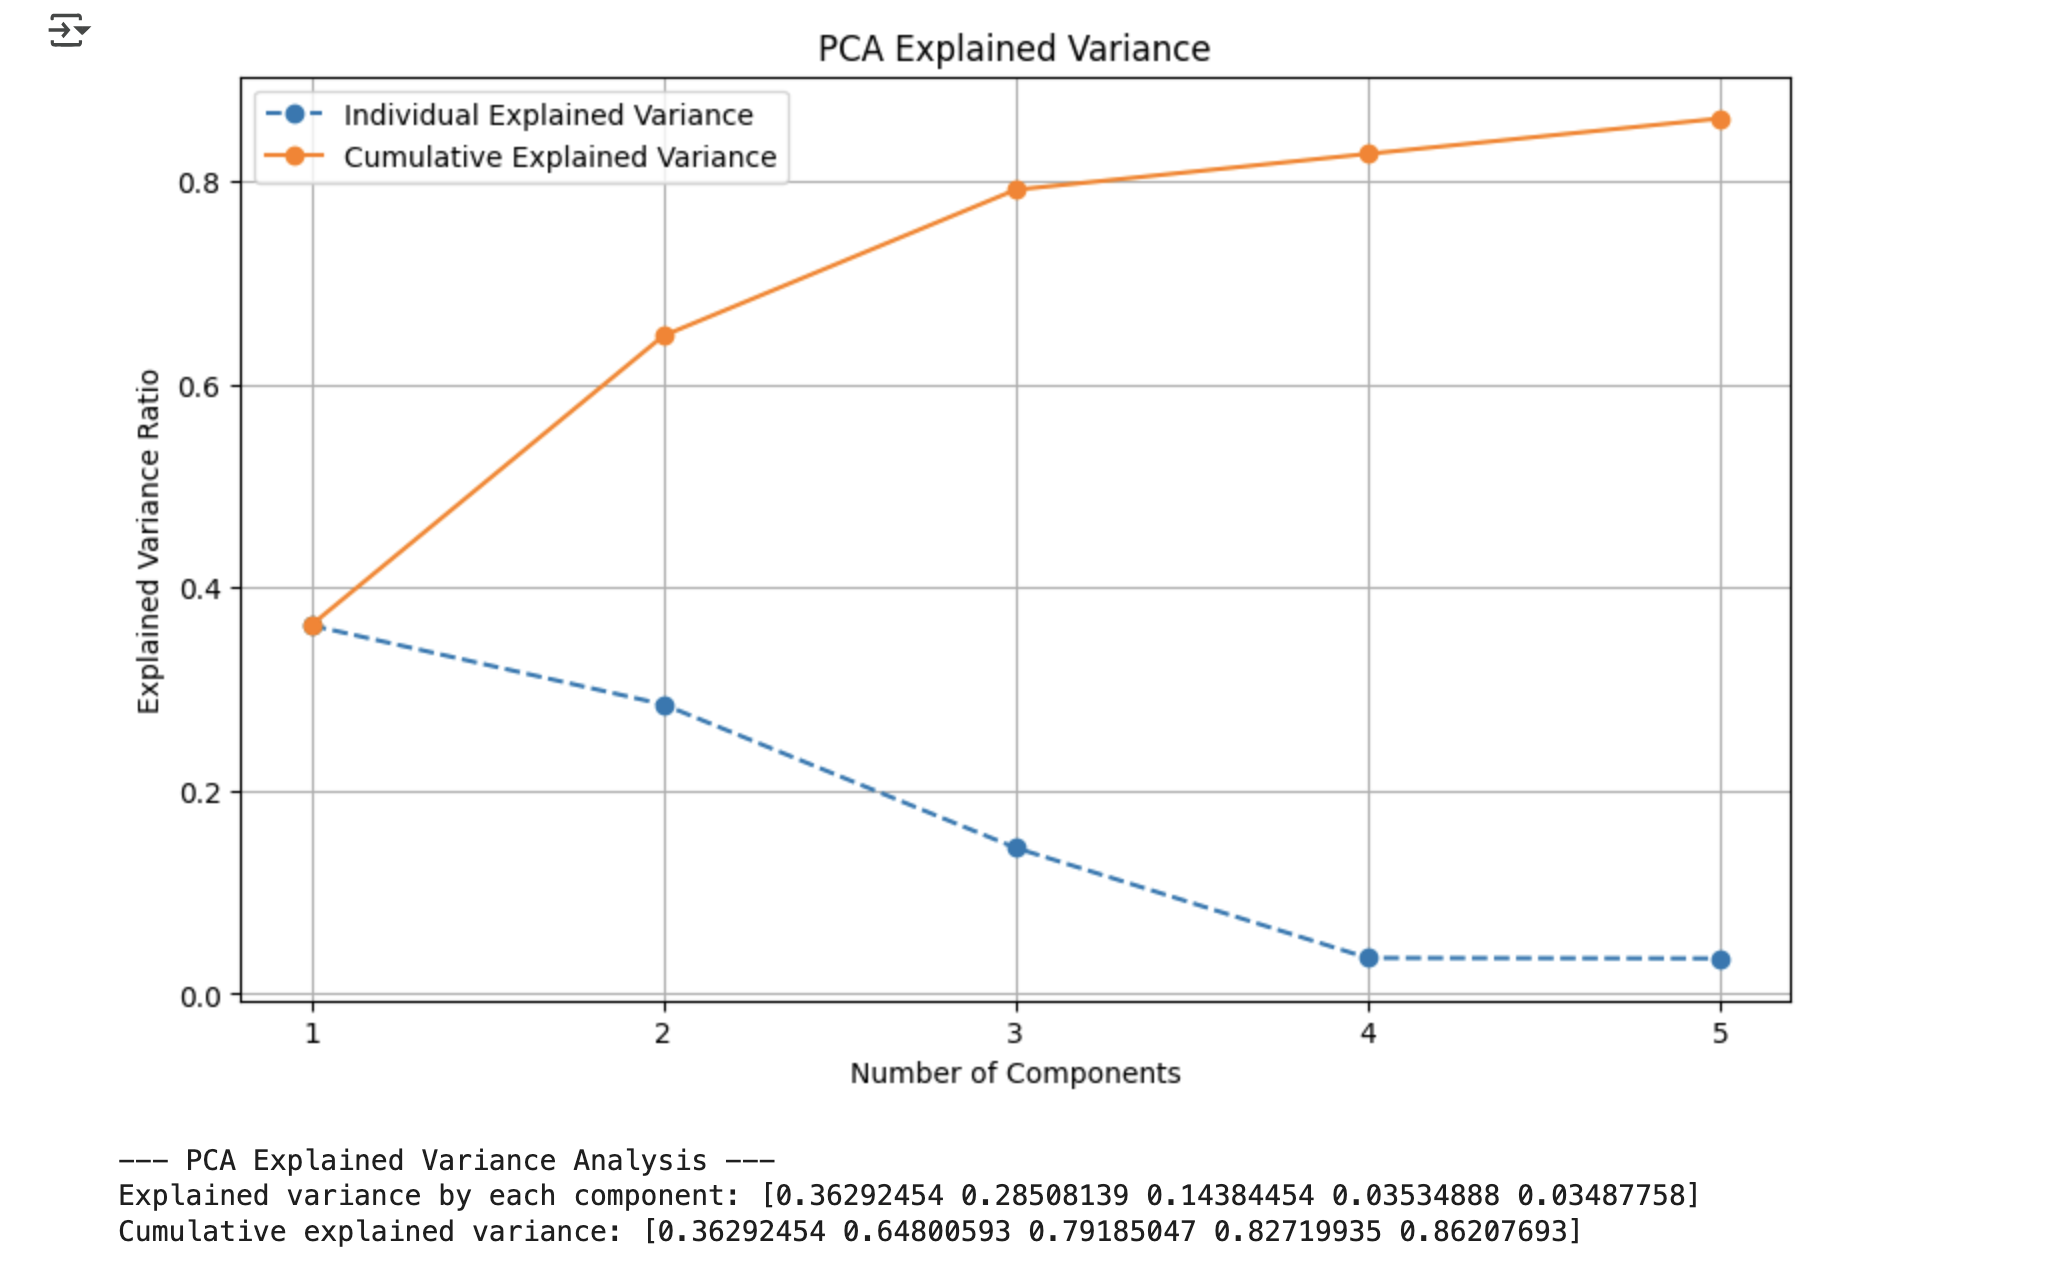 PCA Explained Variance
Individual Explained Variance
Cumulative Explained Variance
Explained Variance Ratio
0.8
0.6
0.4
0.2
0.0
1 2 3 4 5
Number of Components
--- PCA Explained Variance Analysis ---
Explained variance by each component: [0.36292454 0.28508139 0.14384454 0.03534888 0.03487758]
Cumulative explained variance: [0.36292454 0.64800593 0.79185047 0.82719935 0.86207693]